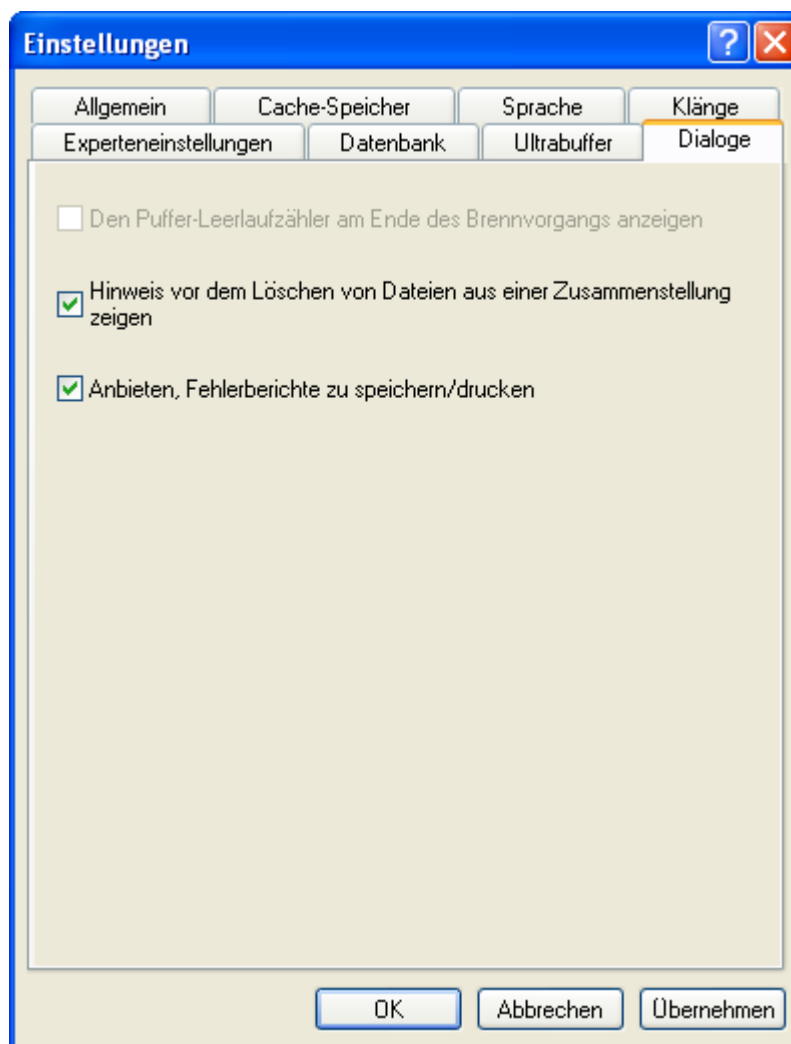 Einstellungen
?
Allgemein
Cache-Speicher
Sprache
Klänge
Experteneinstellungen
Datenbank
Ultrabuffer
Dialoge
Den Puffer-Leerlaufzähler am Ende des Brennvorgangs anzeigen
Hinweis vor dem Löschen von Dateien aus einer Zusammenstellung
zeigen
Anbieten, Fehlerberichte zu speichern/drucken
OK
Abbrechen
Übernehmen